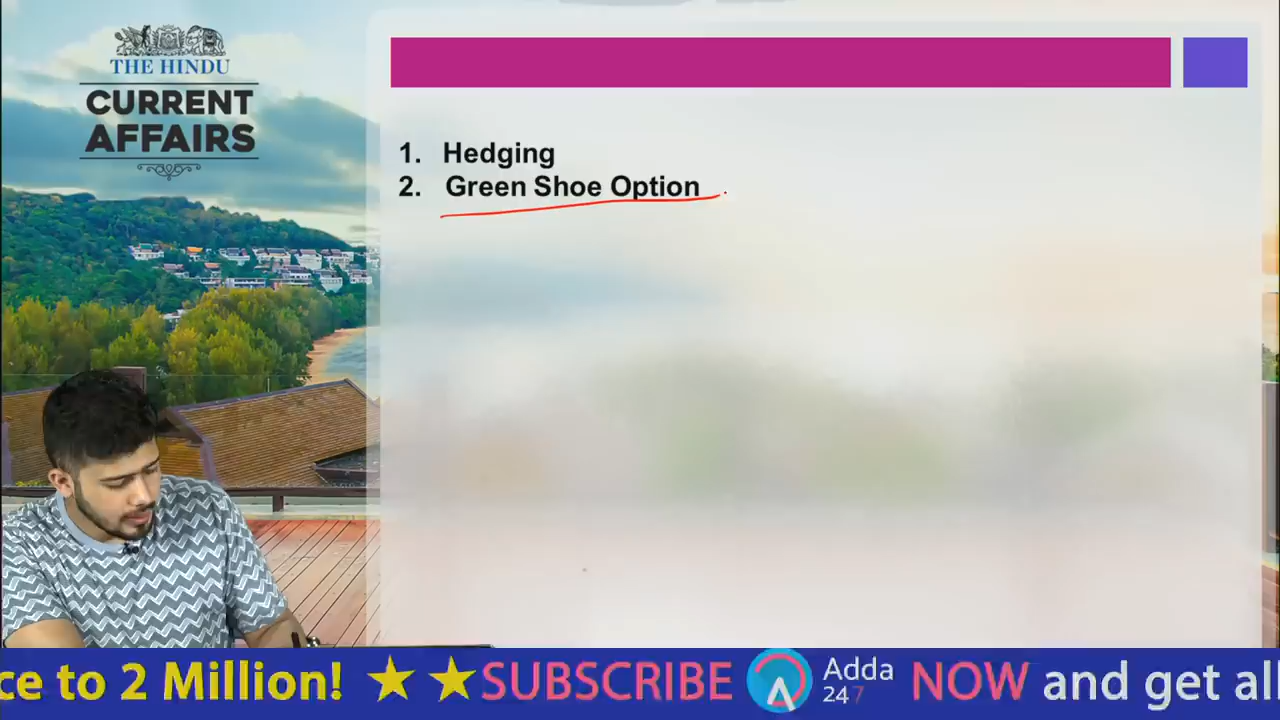 THE HINDU
CURRENT
AFFAIRS
1. Hedging
2. Green Shoe Option
ce to 2 Million! ★ ★ SUBSCRIBE Adda 247 NOW and get all